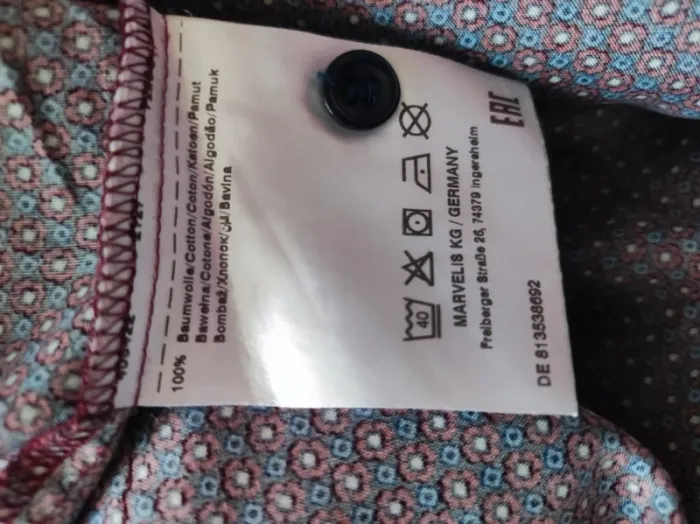 100% Baumwolle/Cotton/Coton/Katoen/Pamut
Bawełna/Cotone/Algodón/Algodão/Pamuk
Bombaž/Хлопок/قطن/Bavlna
40
MARVELIS KG / GERMANY
Freiberger Straße 26, 74379 Ingersheim
DE 813538692
EAC